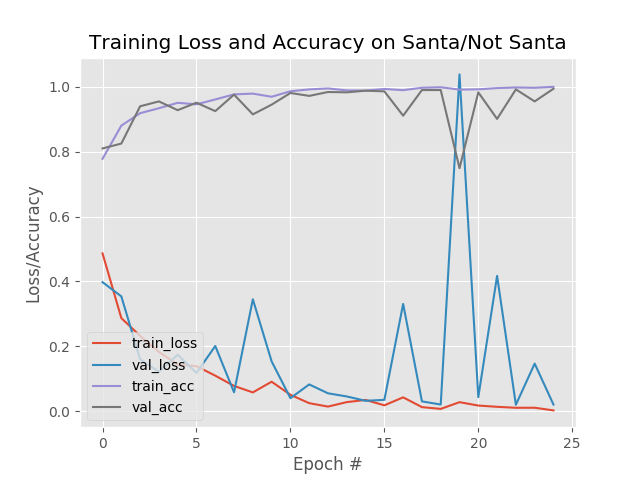 Training Loss and Accuracy on Santa/Not Santa
Loss/Accuracy
1.0
0.8
0.6
0.4
0.2
0.0
train_loss
val_loss
train_acc
val_acc
0 5 10 15 20 25
Epoch #